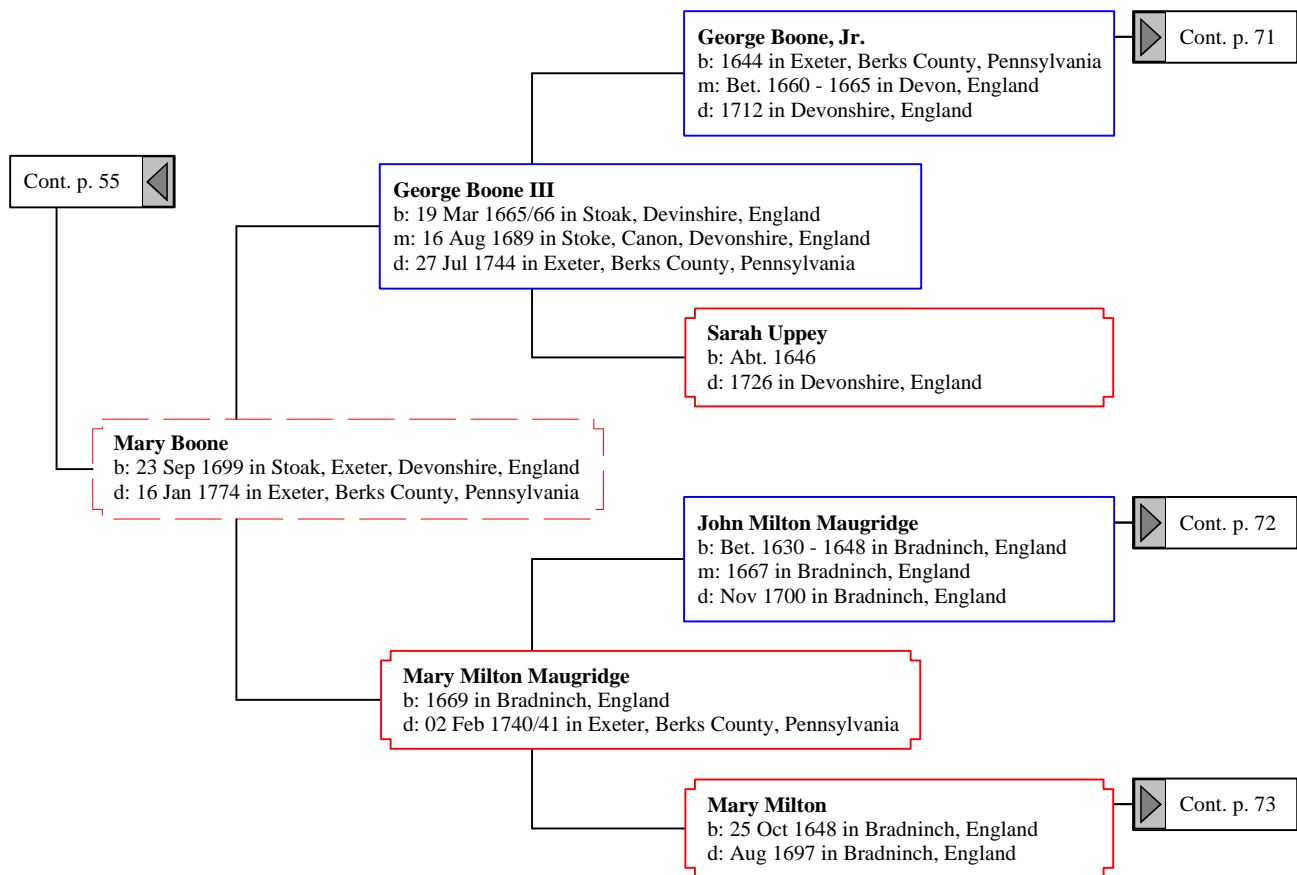 George Boone, Jr.
b: 1644 in Exeter, Berks County, Pennsylvania
m: Bet. 1660 - 1665 in Devon, England
d: 1712 in Devonshire, England
Cont. p. 71
Cont. p. 55
George Boone III
b: 19 Mar 1665/66 in Stoak, Devinshire, England
m: 16 Aug 1689 in Stoke, Canon, Devonshire, England
d: 27 Jul 1744 in Exeter, Berks County, Pennsylvania
Sarah Uppey
b: Abt. 1646
d: 1726 in Devonshire, England
Mary Boone
b: 23 Sep 1699 in Stoak, Exeter, Devonshire, England
d: 16 Jan 1774 in Exeter, Berks County, Pennsylvania
John Milton Maugridge
b: Bet. 1630 - 1648 in Bradninch, England
m: 1667 in Bradninch, England
d: Nov 1700 in Bradninch, England
Cont. p. 72
Mary Milton Maugridge
b: 1669 in Bradninch, England
d: 02 Feb 1740/41 in Exeter, Berks County, Pennsylvania
Mary Milton
b: 25 Oct 1648 in Bradninch, England
d: Aug 1697 in Bradninch, England
Cont. p. 73